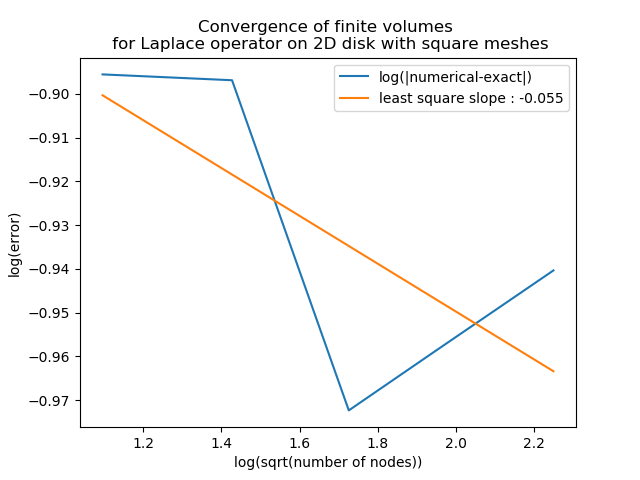 Convergence of finite volumes
for Laplace operator on 2D disk with square meshes
log(|numerical-exact|)
least square slope : -0.055
−0.90
−0.91
−0.92
−0.93
−0.94
−0.95
−0.96
−0.97
log(error)
1.2 1.4 1.6 1.8 2.0 2.2
log(sqrt(number of nodes))